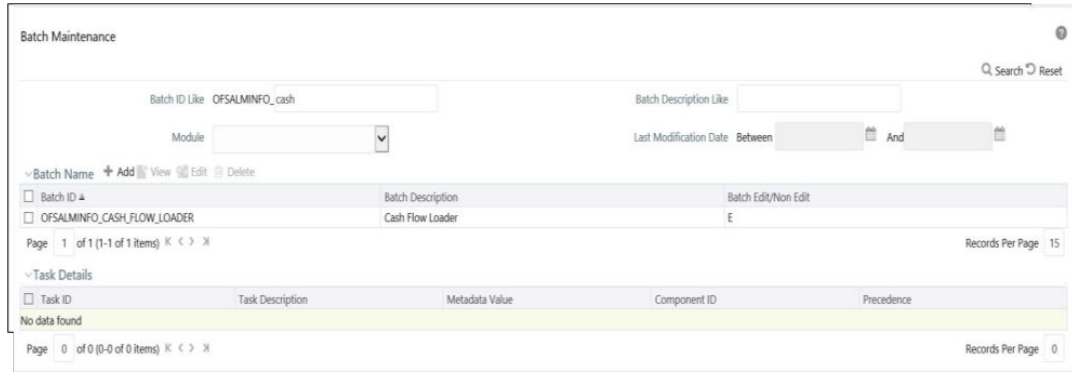 Batch Maintenance
Search Reset
Batch ID Like OFSALMINFO_ cash Batch Description Like
Module Last Modification Date Between And
Batch Name + Add View Edit Delete
Batch ID Batch Description Batch Edit/Non Edit
OFSALMINFO_CASH_FLOW_LOADER Cash Flow Loader E
Page 1 of 1 (1-1 of 1 items) Records Per Page 15
Task Details
Task ID Task Description Metadata Value Component ID Precedence
No data found
Page 0 of 0 (0-0 of 0 items) Records Per Page 0